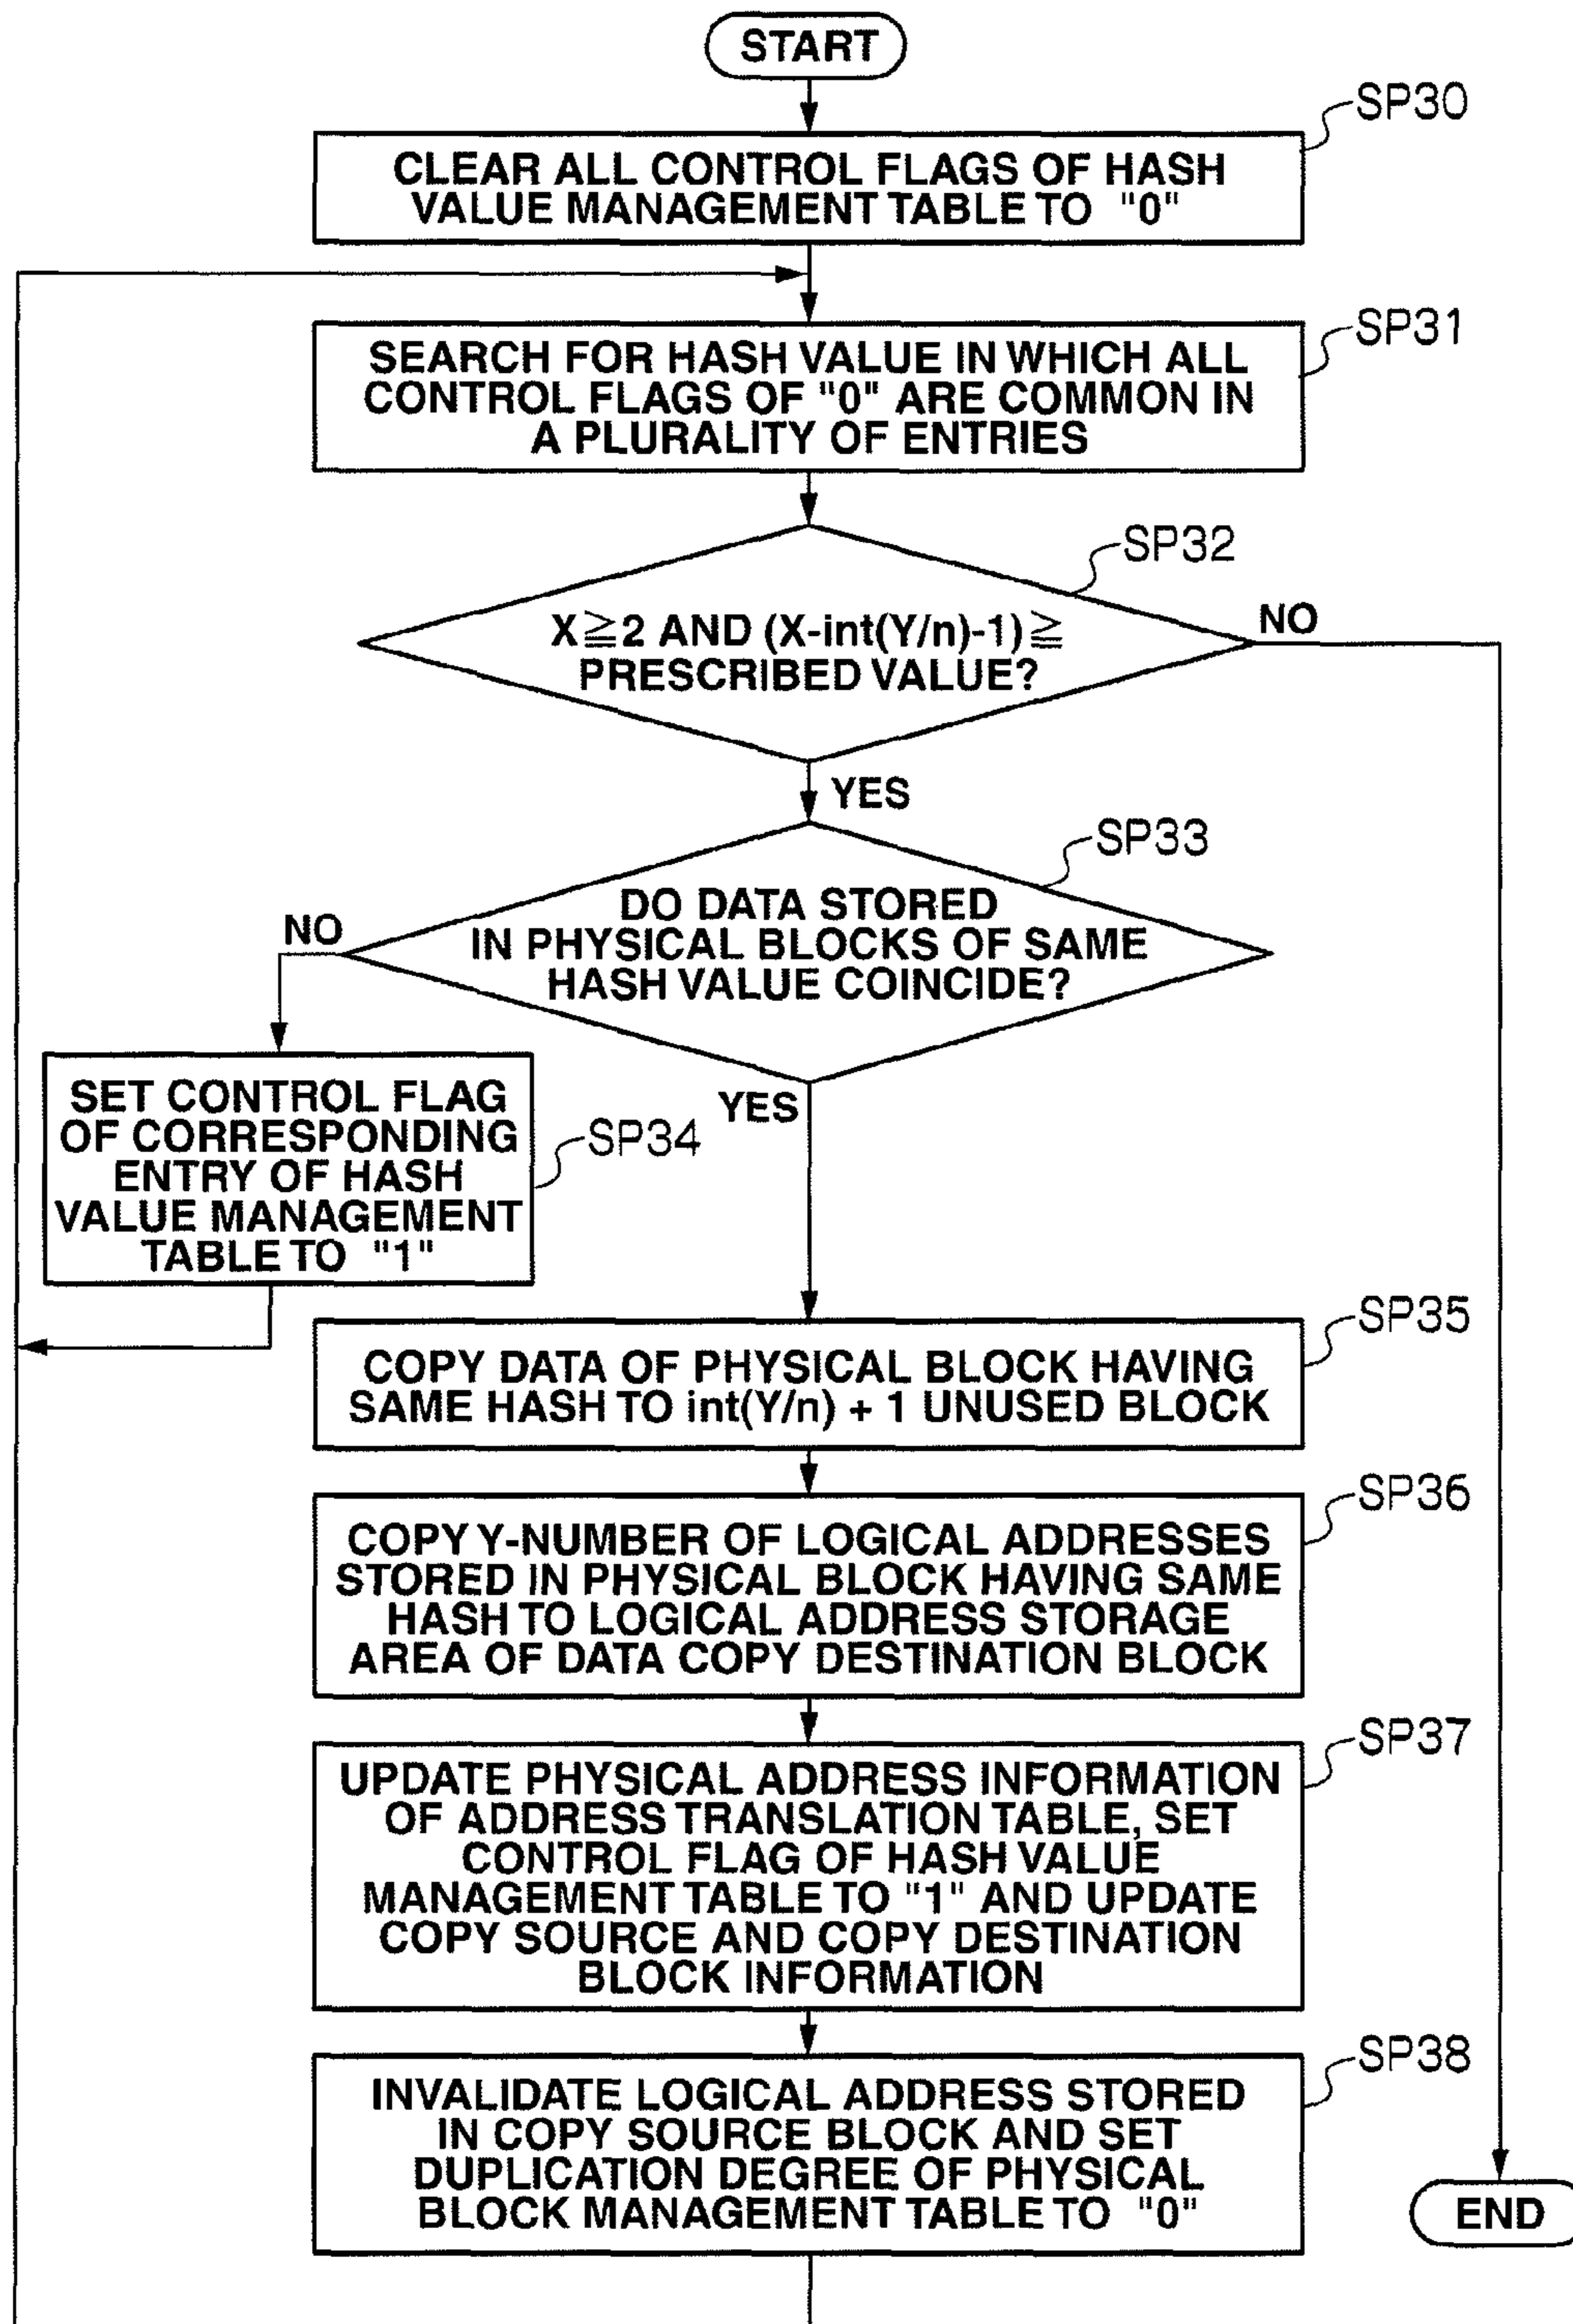 START
SP30
CLEAR ALL CONTROL FLAGS OF HASH
VALUE MANAGEMENT TABLE TO "0"
SP31
SEARCH FOR HASH VALUE IN WHICH ALL
CONTROL FLAGS OF "0" ARE COMMON IN
A PLURALITY OF ENTRIES
SP32
X≧2 AND (X-int(Y/n)-1)≧
PRESCRIBED VALUE?
NO
YES
SP33
DO DATA STORED
IN PHYSICAL BLOCKS OF SAME
HASH VALUE COINCIDE?
NO
YES
SET CONTROL FLAG
OF CORRESPONDING
ENTRY OF HASH
VALUE MANAGEMENT
TABLE TO "1"
SP34
SP35
COPY DATA OF PHYSICAL BLOCK HAVING
SAME HASH TO int(Y/n) + 1 UNUSED BLOCK
SP36
COPY Y-NUMBER OF LOGICAL ADDRESSES
STORED IN PHYSICAL BLOCK HAVING SAME
HASH TO LOGICAL ADDRESS STORAGE
AREA OF DATA COPY DESTINATION BLOCK
SP37
UPDATE PHYSICAL ADDRESS INFORMATION
OF ADDRESS TRANSLATION TABLE, SET
CONTROL FLAG OF HASH VALUE
MANAGEMENT TABLE TO "1" AND UPDATE
COPY SOURCE AND COPY DESTINATION
BLOCK INFORMATION
SP38
INVALIDATE LOGICAL ADDRESS STORED
IN COPY SOURCE BLOCK AND SET
DUPLICATION DEGREE OF PHYSICAL
BLOCK MANAGEMENT TABLE TO "0"
END